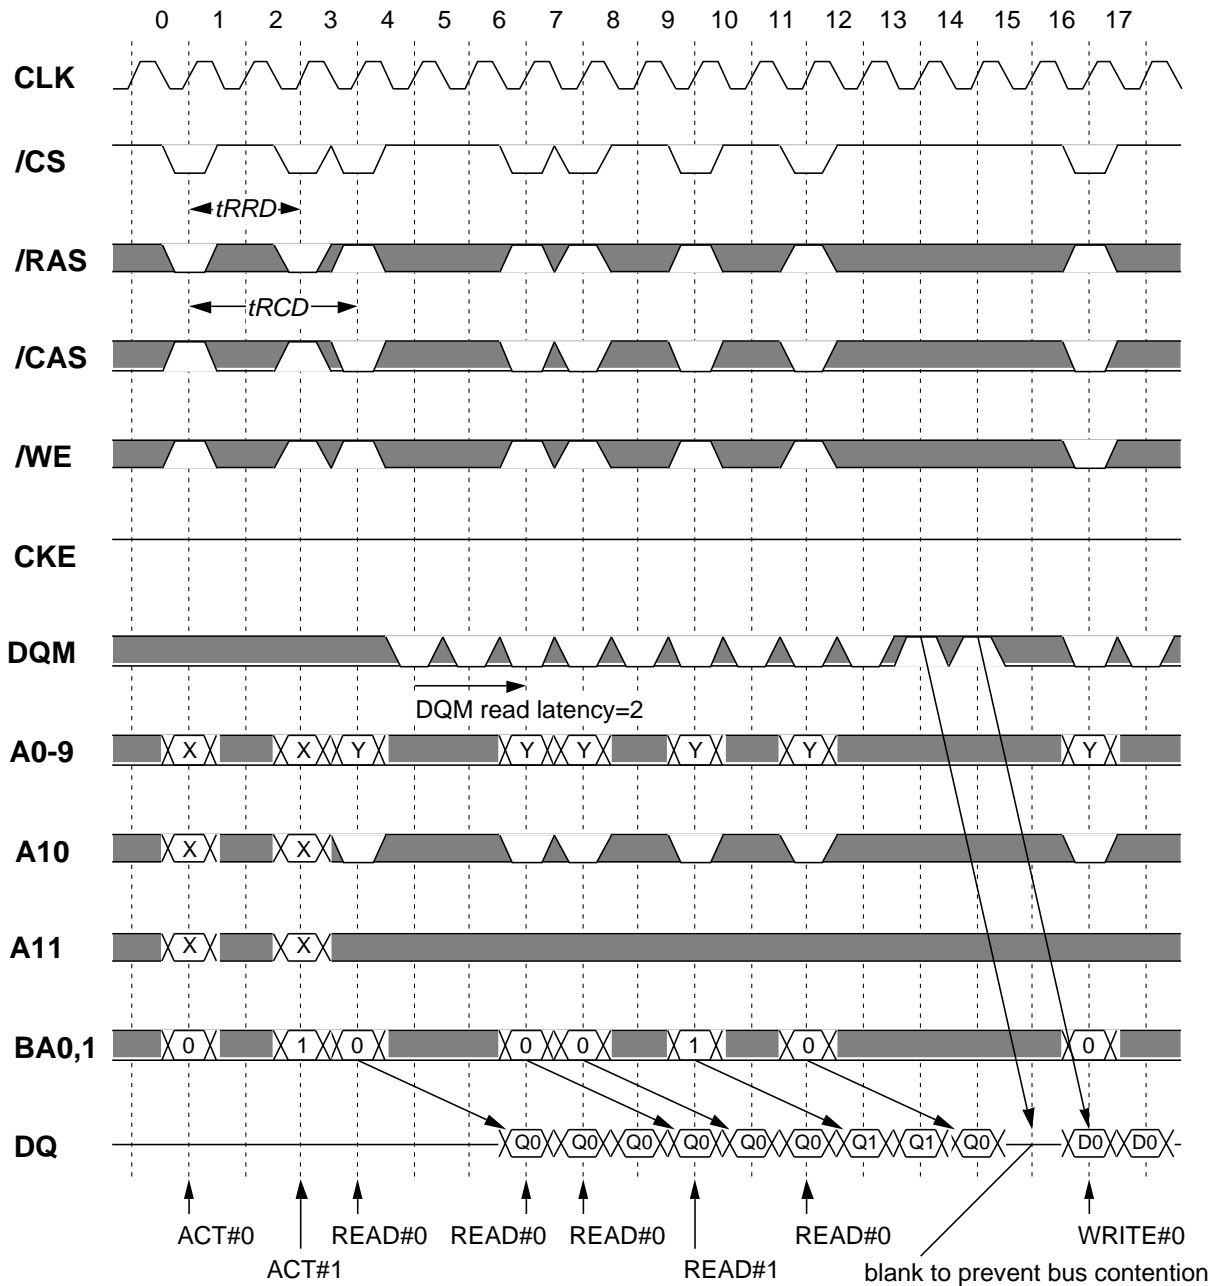 0 1 2 3 4 5 6 7 8 9 10 11 12 13 14 15 16 17
CLK
/CS
tRRD
/RAS
tRCD
/CAS
/WE
CKE
DQM
DQM read latency=2
A0-9 X X Y Y Y Y Y Y
A10 X X
A11 X X
BA0,1 0 1 0 0 0 1 0 0
DQ Q0 Q0 Q0 Q0 Q0 Q0 Q1 Q1 Q0 D0 D0
ACT#0 READ#0 READ#0 READ#0 READ#0 WRITE#0
ACT#1 READ#1 blank to prevent bus contention